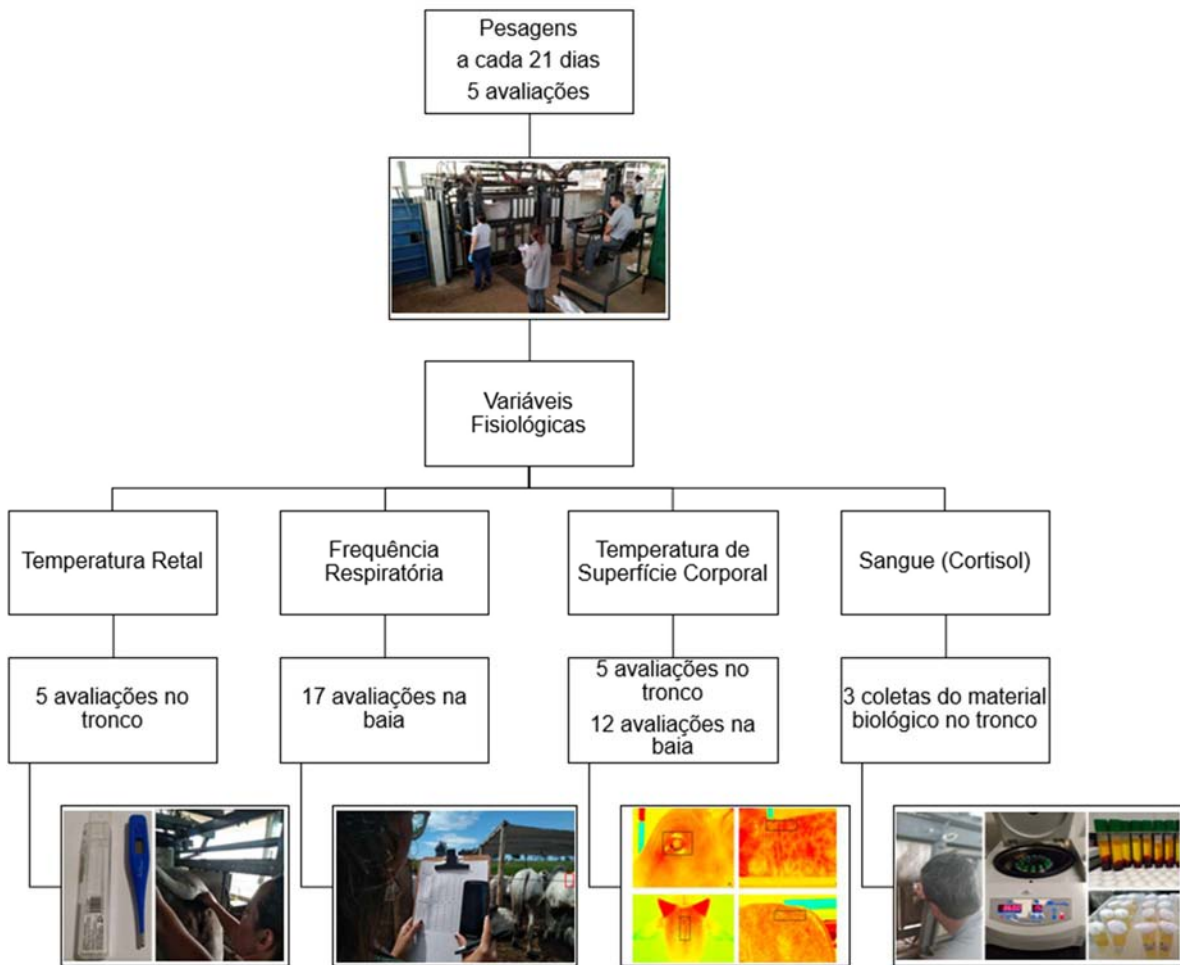 Pesagens
a cada 21 dias
5 avaliações
Variáveis
Fisiológicas
Temperatura Retal
Frequência
Respiratória
Temperatura de
Superfície Corporal
Sangue (Cortisol)
5 avaliações no
tronco
17 avaliações na
baia
5 avaliações no
tronco
12 avaliações na
baia
3 coletas do material
biológico no tronco